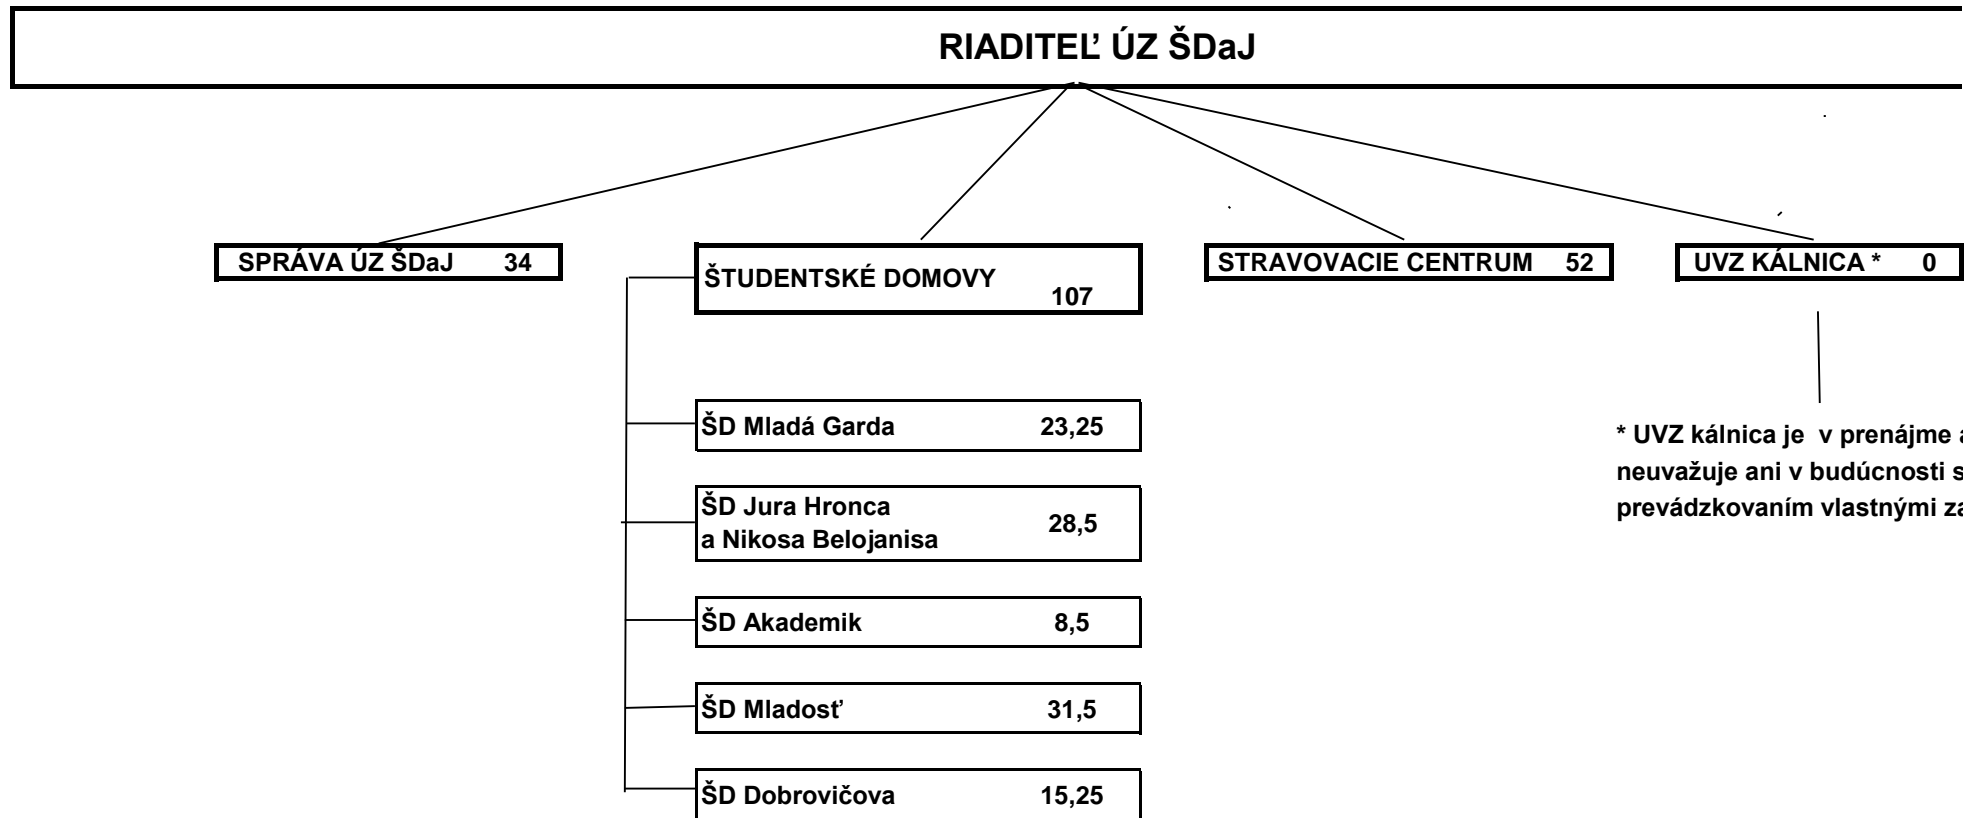 RIADITEĽ ÚZ ŠDaJ
SPRÁVA ÚZ ŠDaJ 34
ŠTUDENTSKÉ DOMOVY 107
STRAVOVACIE CENTRUM 52
UVZ KÁLNICA * 0
ŠD Mladá Garda 23,25
ŠD Jura Hronca
a Nikosa Belojanisa 28,5
ŠD Akademik 8,5
ŠD Mladosť 31,5
ŠD Dobrovičova 15,25
* UVZ kálnica je v prenájme
neuvažuje ani v budúcnosti
prevádzkovaním vlastnými